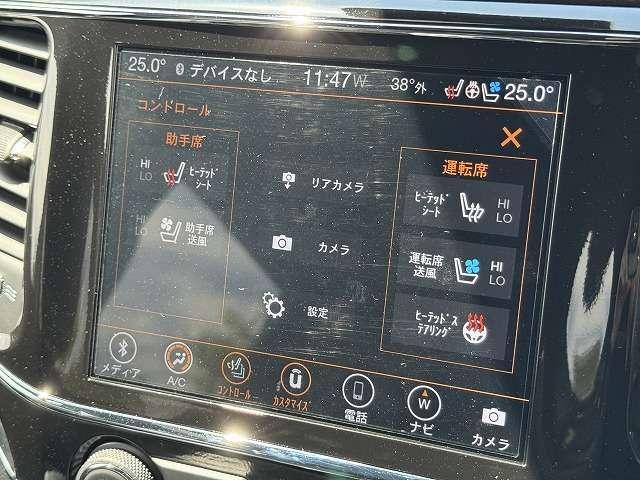 25.0° デバイスなし 11:47W 38°外 25.0°
コントロール
助手席
HI
LO
ﾋｰﾃｯﾄﾞ
ｼｰﾄ
HI
LO
助手席
送風
リアカメラ
カメラ
設定
運転席
ﾋｰﾃｯﾄﾞ
ｼｰﾄ
HI
LO
運転席
送風
HI
LO
ﾋｰﾃｯﾄﾞｽ
ﾃｱﾘﾝｸﾞ
メディア
A/C
コントロール
カスタマイズ
電話
W
ナビ
カメラ